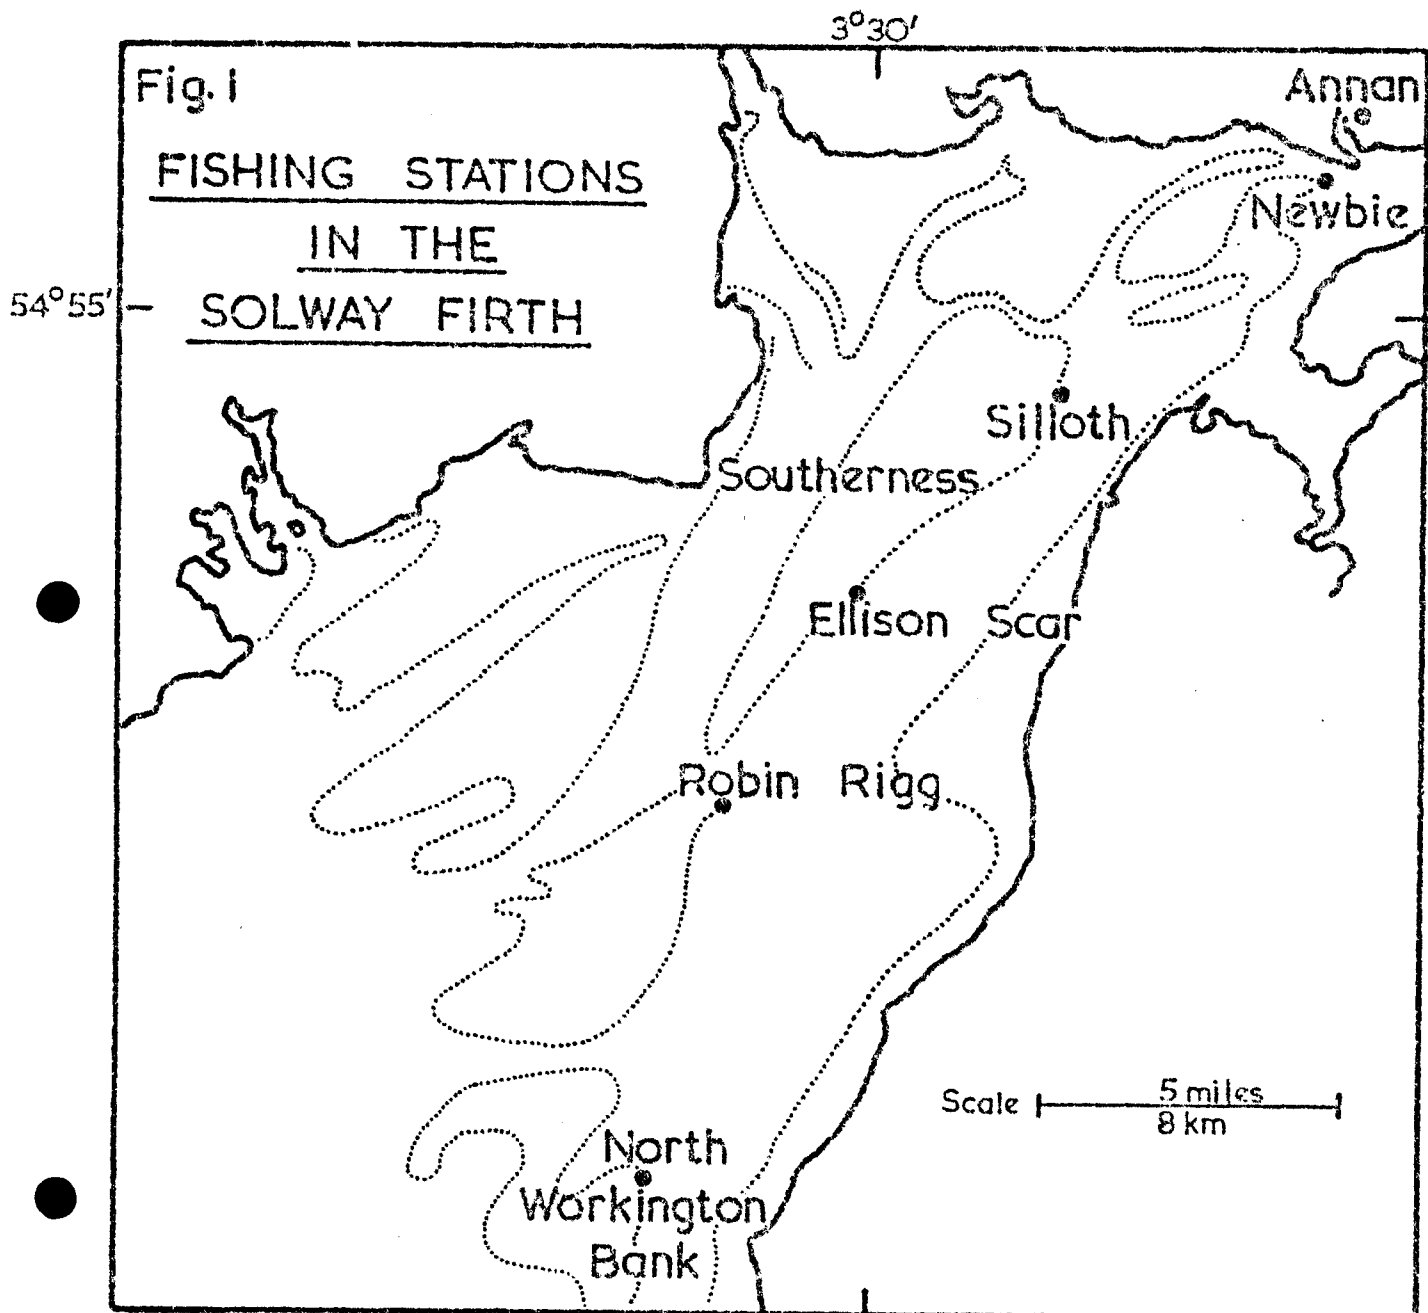 3°30'
Fig. 1
Annan
FISHING STATIONS
IN THE
SOLWAY FIRTH
Newbie
54°55'
Silloth
Southerness
Ellison Scar
Robin Rigg
Scale
5 miles
8 km
North
Workington
Bank